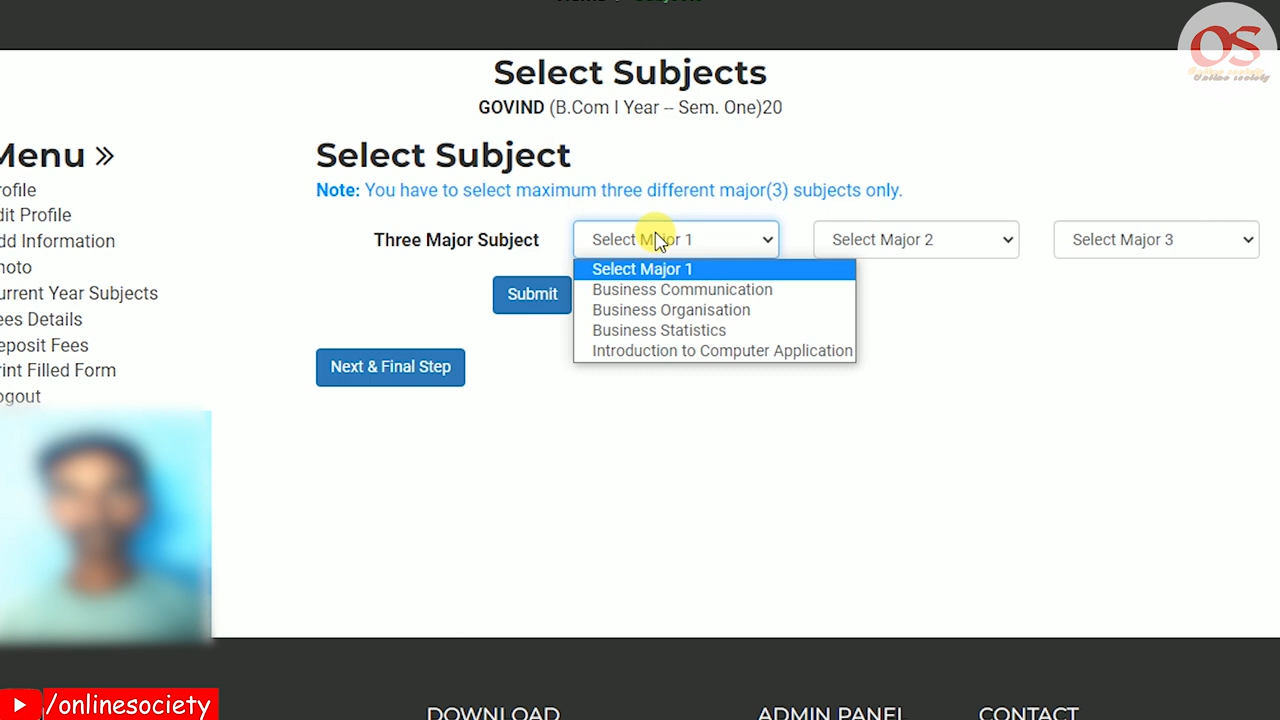 OS
Online society
Select Subjects
GOVIND (B.Com I Year -- Sem. One)20
Menu »
rofile
dit Profile
dd Information
hoto
urrent Year Subjects
ees Details
eposit Fees
rint Filled Form
ogout
Select Subject
Note: You have to select maximum three different major(3) subjects only.
Three Major Subject
Select Major 1
Select Major 2
Select Major 3
Select Major 1
Business Communication
Business Organisation
Business Statistics
Introduction to Computer Application
Submit
Next & Final Step
/onlinesociety
DOWNLOAD
ADMIN PANEL
CONTACT